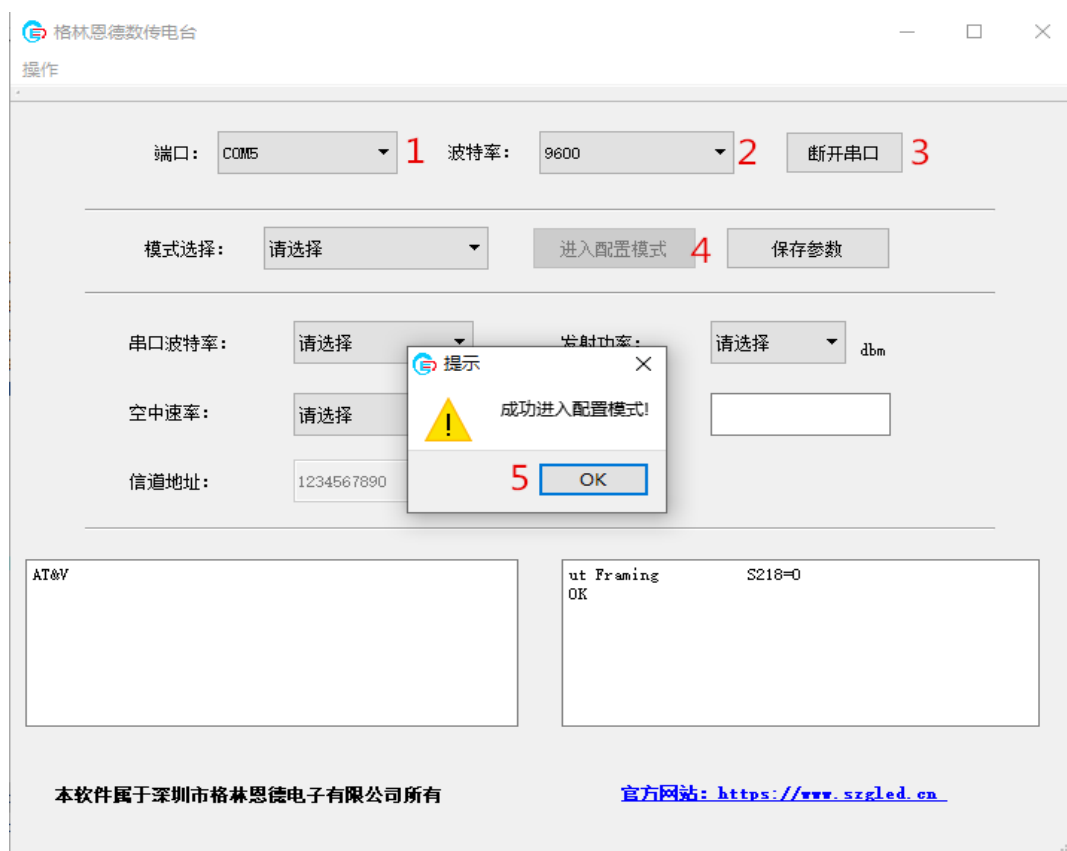 格林恩德数传电台
操作
端口: COM5 1 波特率: 9600 2 断开串口 3
模式选择: 请选择 进入配置模式 4 保存参数
串口波特率: 请选择 发射功率: 请选择 dbm
提示
空中速率: 请选择 成功进入配置模式!
信道地址: 1234567890 5 OK
AT&V
ut Framing S218=0
OK
本软件属于深圳市格林恩德电子有限公司所有
官方网站: https://www.szgled.cn